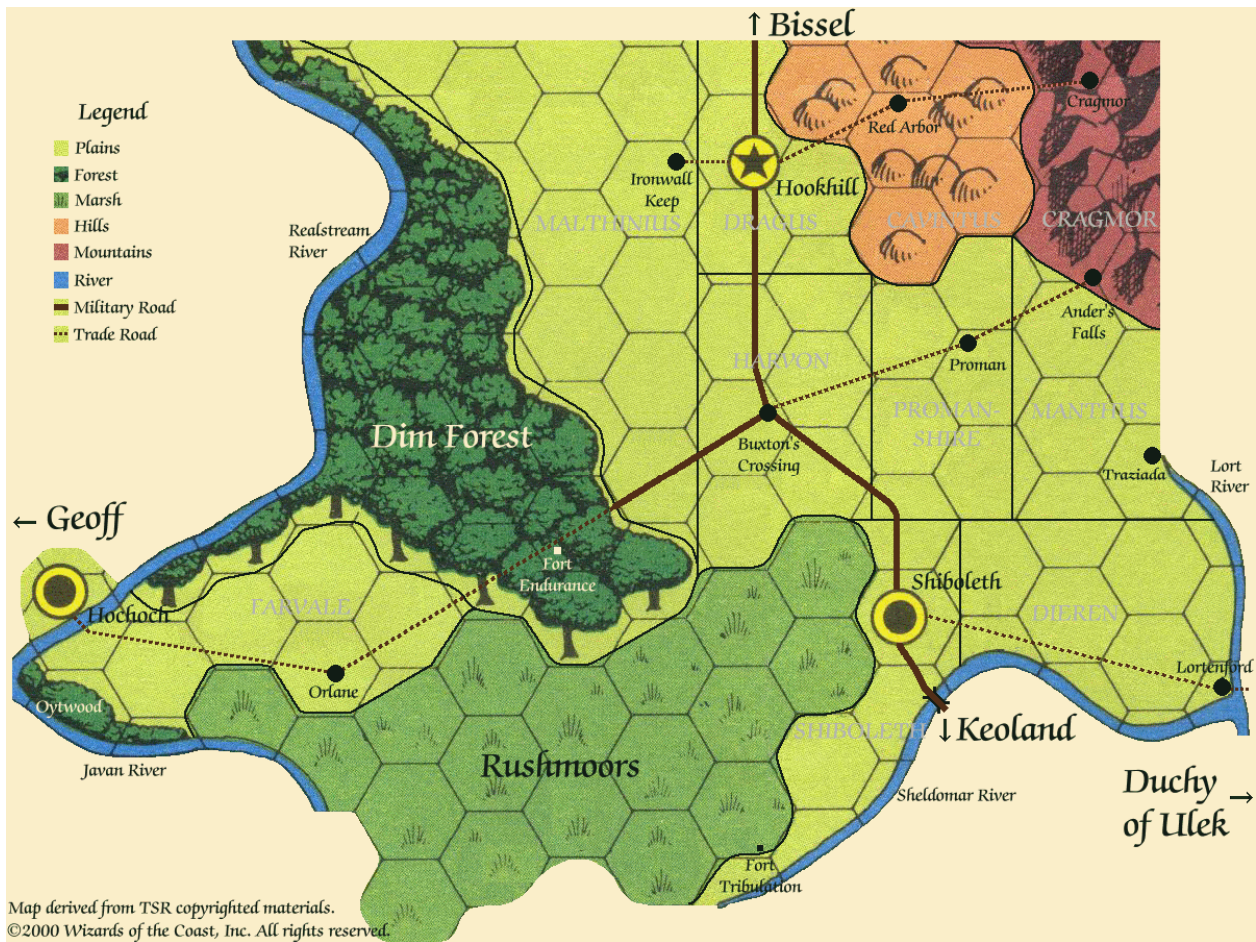 ↑ Bissel
Legend
Plains
Forest
Marsh
Hills
Mountains
River
Military Road
Trade Road
Cragmor
Red Arbor
Ironwall
Keep
Hookhill
MALTHINIUS
DRAGUS
CAVINTUS
CRAGMOR
Realstream
River
Ander's
Falls
HARVON
Proman
PROMAN-
SHIRE
MANTHUS
Dim Forest
Buxton's
Crossing
Traziada
Lort
River
← Geoff
Fort
Endurance
Shiboleth
Hochoch
FARVALE
DIEREN
Orlane
Lortenford
Oytwood
SHIBOLETH
↓ Keoland
Javan River
Rushmoors
Sheldomar River
Duchy →
of Ulek
Fort
Tribulation
Map derived from TSR copyrighted materials.
©2000 Wizards of the Coast, Inc. All rights reserved.